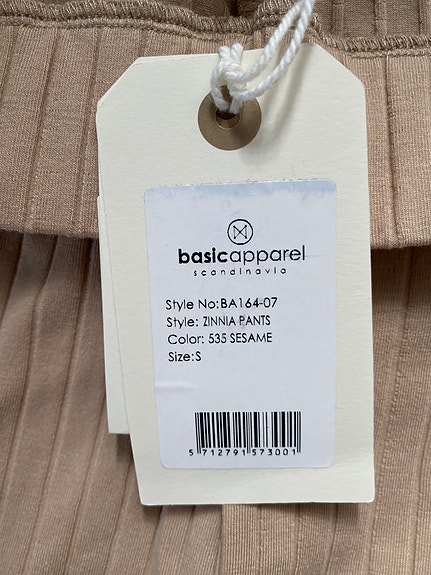 basicapparel
scandinavia
Style No:BA164-07
Style: ZINNIA PANTS
Color: 535 SESAME
Size:S
5 712791 573001